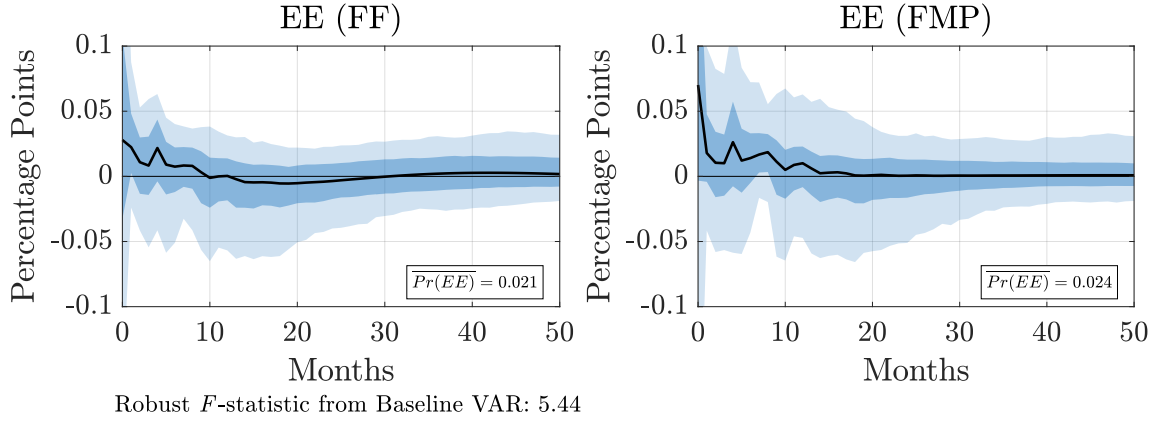 EE (FF)
Percentage Points
0.1
0.05
0
-0.05
-0.1
Pr(EE) = 0.021
0 10 20 30 40 50
Months
Robust F-statistic from Baseline VAR: 5.44
EE (FMP)
Percentage Points
0.1
0.05
0
-0.05
-0.1
Pr(EE) = 0.024
0 10 20 30 40 50
Months